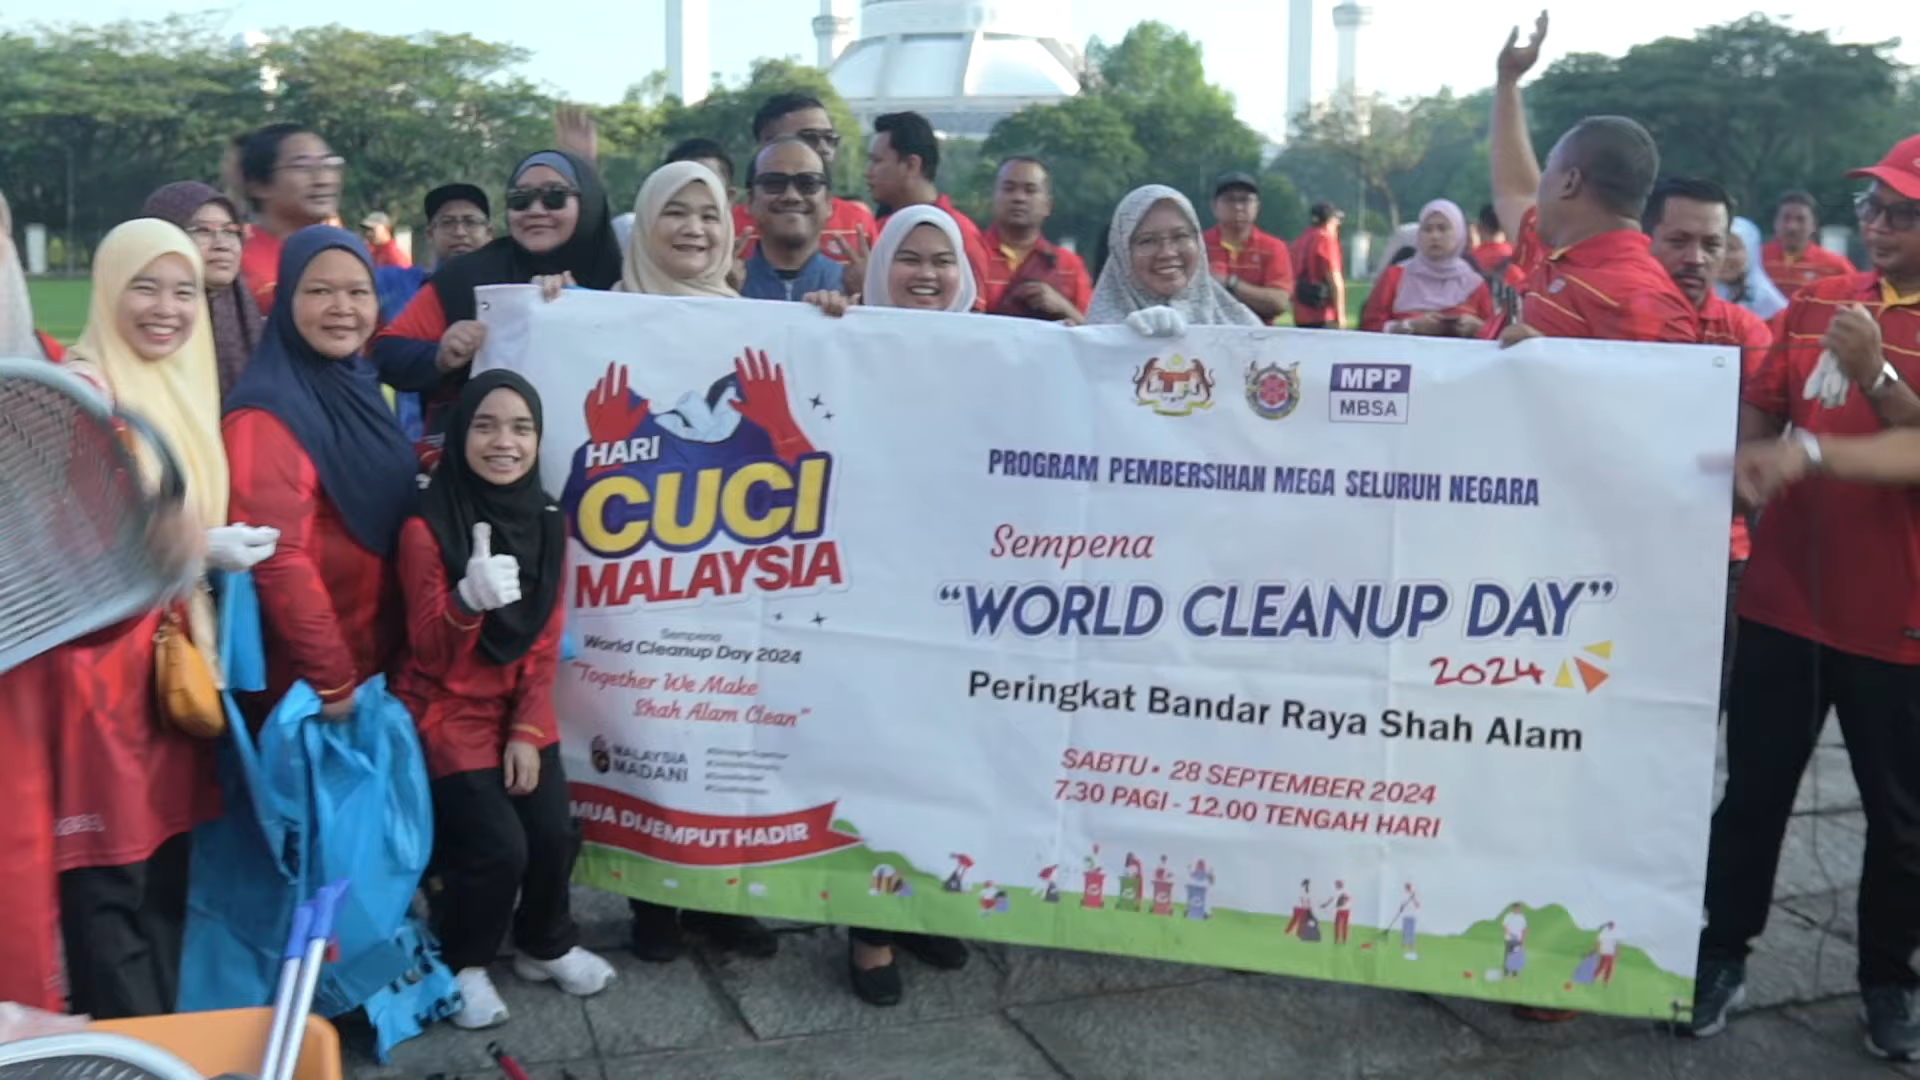 HARI
CUCI
MALAYSIA
Sempena
World Cleanup Day 2024
"Together We Make
Shah Alam Clean"
MALAYSIA
MADANI
MUA DIJEMPUT HADIR
MPP
MBSA
PROGRAM PEMBERSIHAN MEGA SELURUH NEGARA
Sempena
"WORLD CLEANUP DAY"
2024
Peringkat Bandar Raya Shah Alam
SABTU • 28 SEPTEMBER 2024
7.30 PAGI - 12.00 TENGAH HARI